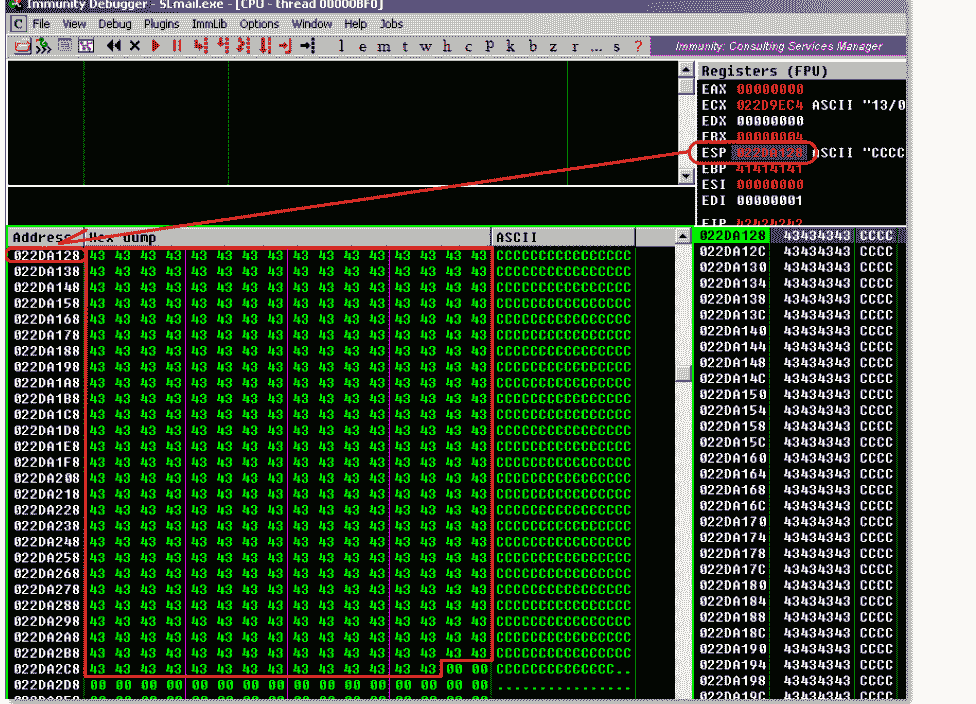 Immunity Debugger - SLmail.exe - [CPU - thread 00000BF0]
C File View Debug Plugins ImmLib Options Window Help Jobs
l e m t w h c P k b z r ... s ? Immunity: Consulting Services Manager
Registers (FPU)
EAX 00000000
ECX 022D9EC4 ASCII "13/0
EDX 00000000
EBX 00000004
ESP 022DA128 ASCII "CCCC
EBP 41414141
ESI 00000000
EDI 00000001
EIP 42424242
Address Hex dump ASCII
022DA128 43 43 43 43 43 43 43 43 43 43 43 43 43 43 43 43 CCCCCCCCCCCCCCCC
022DA138 43 43 43 43 43 43 43 43 43 43 43 43 43 43 43 43 CCCCCCCCCCCCCCCC
022DA148 43 43 43 43 43 43 43 43 43 43 43 43 43 43 43 43 CCCCCCCCCCCCCCCC
022DA158 43 43 43 43 43 43 43 43 43 43 43 43 43 43 43 43 CCCCCCCCCCCCCCCC
022DA168 43 43 43 43 43 43 43 43 43 43 43 43 43 43 43 43 CCCCCCCCCCCCCCCC
022DA178 43 43 43 43 43 43 43 43 43 43 43 43 43 43 43 43 CCCCCCCCCCCCCCCC
022DA188 43 43 43 43 43 43 43 43 43 43 43 43 43 43 43 43 CCCCCCCCCCCCCCCC
022DA198 43 43 43 43 43 43 43 43 43 43 43 43 43 43 43 43 CCCCCCCCCCCCCCCC
022DA1A8 43 43 43 43 43 43 43 43 43 43 43 43 43 43 43 43 CCCCCCCCCCCCCCCC
022DA1B8 43 43 43 43 43 43 43 43 43 43 43 43 43 43 43 43 CCCCCCCCCCCCCCCC
022DA1C8 43 43 43 43 43 43 43 43 43 43 43 43 43 43 43 43 CCCCCCCCCCCCCCCC
022DA1D8 43 43 43 43 43 43 43 43 43 43 43 43 43 43 43 43 CCCCCCCCCCCCCCCC
022DA1E8 43 43 43 43 43 43 43 43 43 43 43 43 43 43 43 43 CCCCCCCCCCCCCCCC
022DA1F8 43 43 43 43 43 43 43 43 43 43 43 43 43 43 43 43 CCCCCCCCCCCCCCCC
022DA208 43 43 43 43 43 43 43 43 43 43 43 43 43 43 43 43 CCCCCCCCCCCCCCCC
022DA218 43 43 43 43 43 43 43 43 43 43 43 43 43 43 43 43 CCCCCCCCCCCCCCCC
022DA228 43 43 43 43 43 43 43 43 43 43 43 43 43 43 43 43 CCCCCCCCCCCCCCCC
022DA238 43 43 43 43 43 43 43 43 43 43 43 43 43 43 43 43 CCCCCCCCCCCCCCCC
022DA248 43 43 43 43 43 43 43 43 43 43 43 43 43 43 43 43 CCCCCCCCCCCCCCCC
022DA258 43 43 43 43 43 43 43 43 43 43 43 43 43 43 43 43 CCCCCCCCCCCCCCCC
022DA268 43 43 43 43 43 43 43 43 43 43 43 43 43 43 43 43 CCCCCCCCCCCCCCCC
022DA278 43 43 43 43 43 43 43 43 43 43 43 43 43 43 43 43 CCCCCCCCCCCCCCCC
022DA288 43 43 43 43 43 43 43 43 43 43 43 43 43 43 43 43 CCCCCCCCCCCCCCCC
022DA298 43 43 43 43 43 43 43 43 43 43 43 43 43 43 43 43 CCCCCCCCCCCCCCCC
022DA2A8 43 43 43 43 43 43 43 43 43 43 43 43 43 43 43 43 CCCCCCCCCCCCCCCC
022DA2B8 43 43 43 43 43 43 43 43 43 43 43 43 43 43 43 43 CCCCCCCCCCCCCCCC
022DA2C8 43 43 43 43 43 43 43 43 43 43 43 43 43 43 00 00 CCCCCCCCCCCCCC..
022DA2D8 00 00 00 00 00 00 00 00 00 00 00 00 00 00 00 00 ................
022DA128 43434343 CCCC
022DA12C 43434343 CCCC
022DA130 43434343 CCCC
022DA134 43434343 CCCC
022DA138 43434343 CCCC
022DA13C 43434343 CCCC
022DA140 43434343 CCCC
022DA144 43434343 CCCC
022DA148 43434343 CCCC
022DA14C 43434343 CCCC
022DA150 43434343 CCCC
022DA154 43434343 CCCC
022DA158 43434343 CCCC
022DA15C 43434343 CCCC
022DA160 43434343 CCCC
022DA164 43434343 CCCC
022DA168 43434343 CCCC
022DA16C 43434343 CCCC
022DA170 43434343 CCCC
022DA174 43434343 CCCC
022DA178 43434343 CCCC
022DA17C 43434343 CCCC
022DA180 43434343 CCCC
022DA184 43434343 CCCC
022DA188 43434343 CCCC
022DA18C 43434343 CCCC
022DA190 43434343 CCCC
022DA194 43434343 CCCC
022DA198 43434343 CCCC
022DA19C 43434343 CCCC